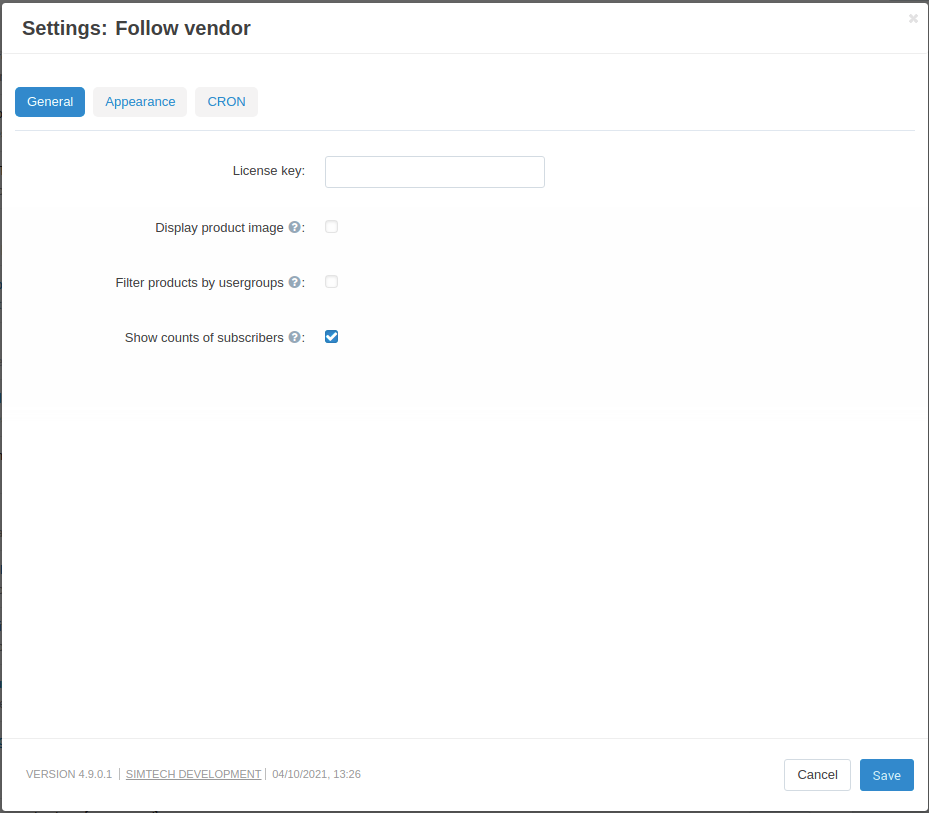 Settings: Follow vendor
General Appearance CRON
License key:
Display product image ?:
Filter products by usergroups ?:
Show counts of subscribers ?:
VERSION 4.9.0.1 | SIMTECH DEVELOPMENT | 04/10/2021, 13:26
Cancel Save